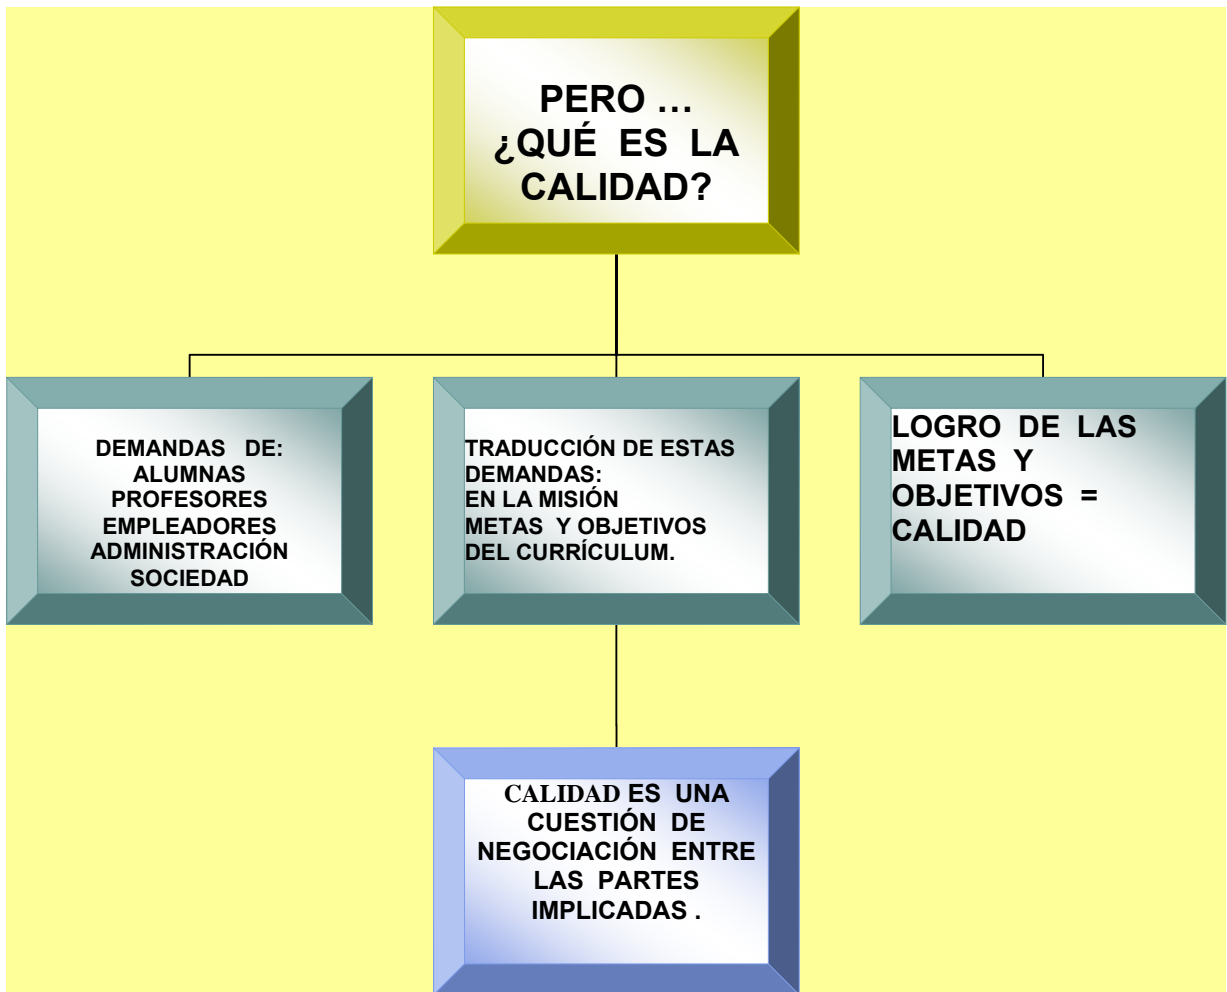 PERO …
¿QUÉ ES LA
CALIDAD?
DEMANDAS DE:
ALUMNAS
PROFESORES
EMPLEADORES
ADMINISTRACIÓN
SOCIEDAD
TRADUCCIÓN DE ESTAS
DEMANDAS:
EN LA MISIÓN
METAS Y OBJETIVOS
DEL CURRÍCULUM.
LOGRO DE LAS
METAS Y
OBJETIVOS =
CALIDAD
CALIDAD ES UNA
CUESTIÓN DE
NEGOCIACIÓN ENTRE
LAS PARTES
IMPLICADAS .